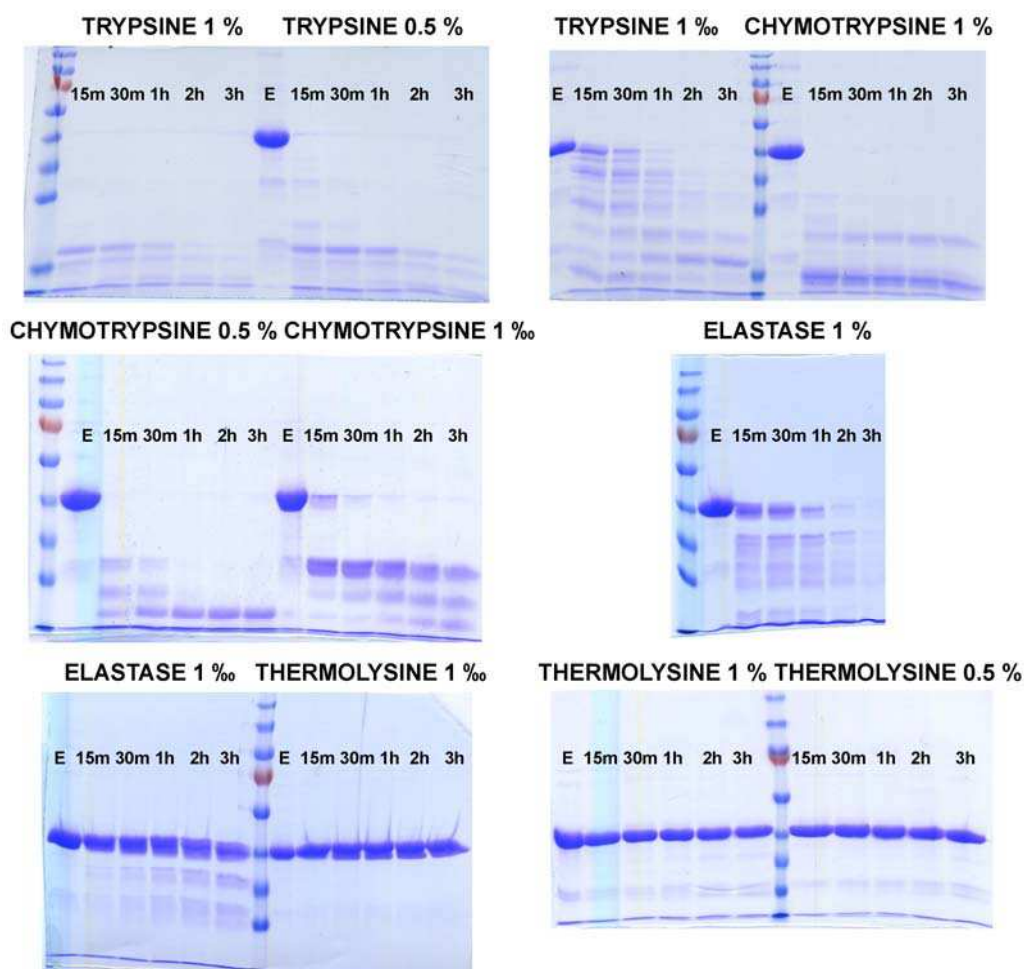 TRYPSINE 1 % TRYPSINE 0.5 %
15m 30m 1h 2h 3h E 15m 30m 1h 2h 3h
TRYPSINE 1 ‰ CHYMOTRYPSINE 1 %
E 15m 30m 1h 2h 3h E 15m 30m 1h 2h 3h
CHYMOTRYPSINE 0.5 % CHYMOTRYPSINE 1 ‰
E 15m 30m 1h 2h 3h E 15m 30m 1h 2h 3h
ELASTASE 1 %
E 15m 30m 1h 2h 3h
ELASTASE 1 ‰ THERMOLYSINE 1 ‰
E 15m 30m 1h 2h 3h E 15m 30m 1h 2h 3h
THERMOLYSINE 1 % THERMOLYSINE 0.5 %
E 15m 30m 1h 2h 3h 15m 30m 1h 2h 3h